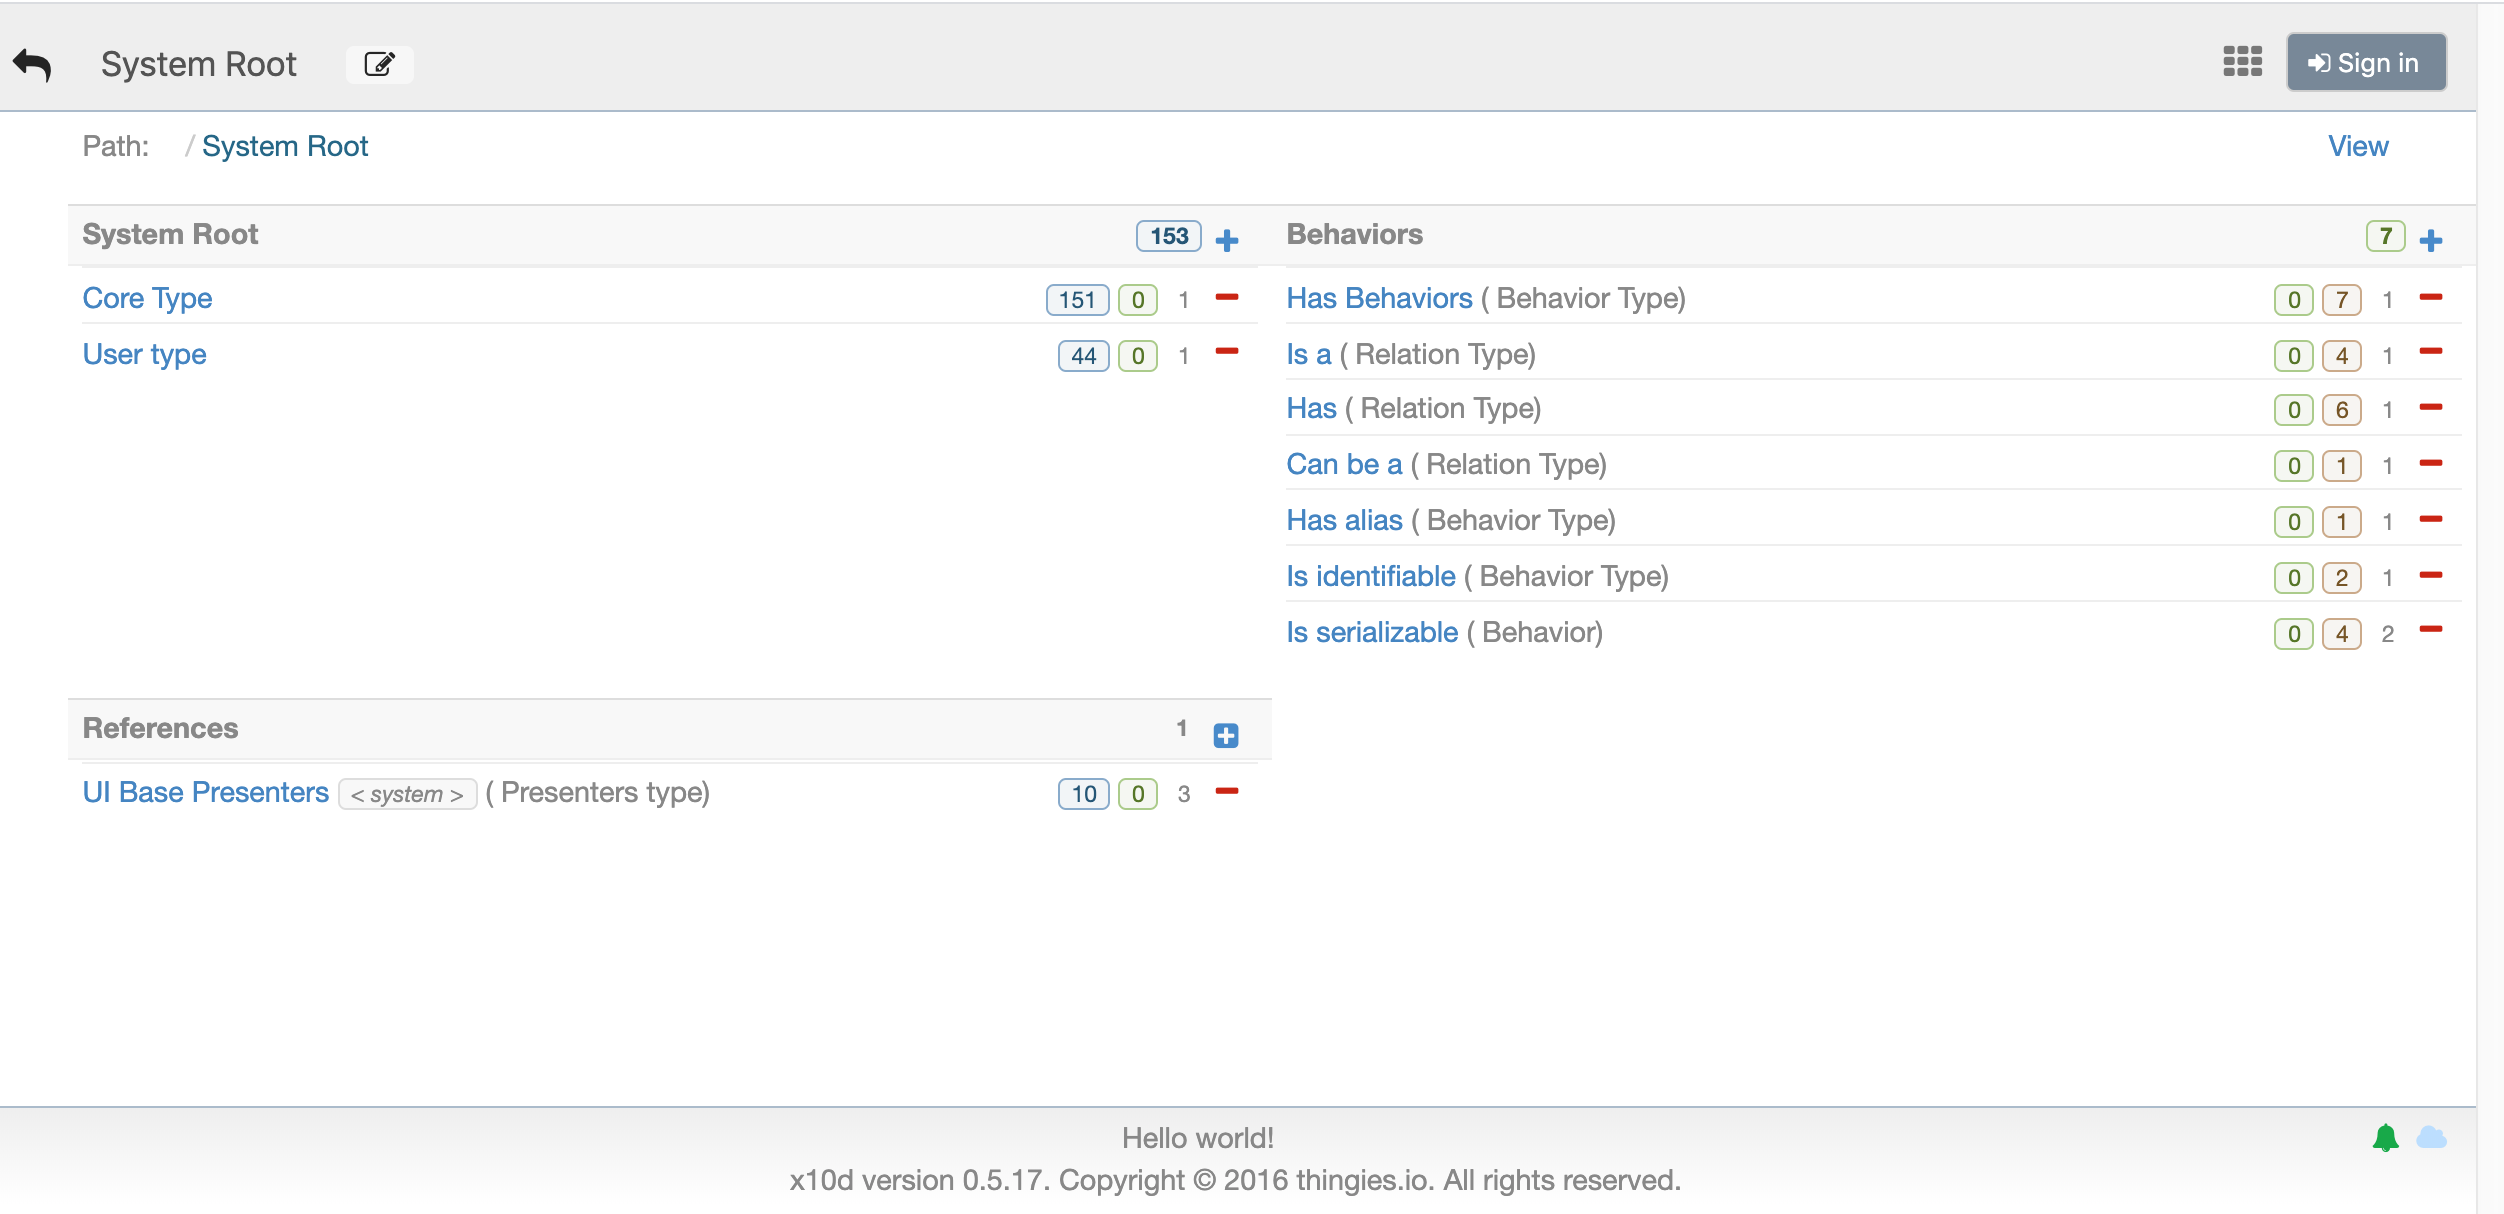 System Root
Sign in
Path: / System Root
View
System Root 153
Core Type 151 0 1
User type 44 0 1
Behaviors 7
Has Behaviors ( Behavior Type) 0 7 1
Is a ( Relation Type) 0 4 1
Has ( Relation Type) 0 6 1
Can be a ( Relation Type) 0 1 1
Has alias ( Behavior Type) 0 1 1
Is identifiable ( Behavior Type) 0 2 1
Is serializable ( Behavior) 0 4 2
References 1
UI Base Presenters < system > ( Presenters type) 10 0 3
Hello world!
x10d version 0.5.17. Copyright © 2016 thingies.io. All rights reserved.